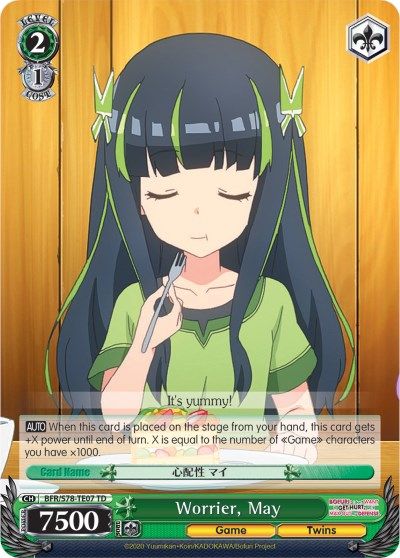 LEVEL
2
1
COST
It's yummy!
AUTO When this card is placed on the stage from your hand, this card gets
+X power until end of turn. X is equal to the number of «Game» characters
you have ×1000.
Card Name
心配性 マイ
CH BFR/S78-TE07 TD
7500
Worrier, May
Game
Twins
©2020 Yuumikan・Koin/KADOKAWA/Bofuri Project